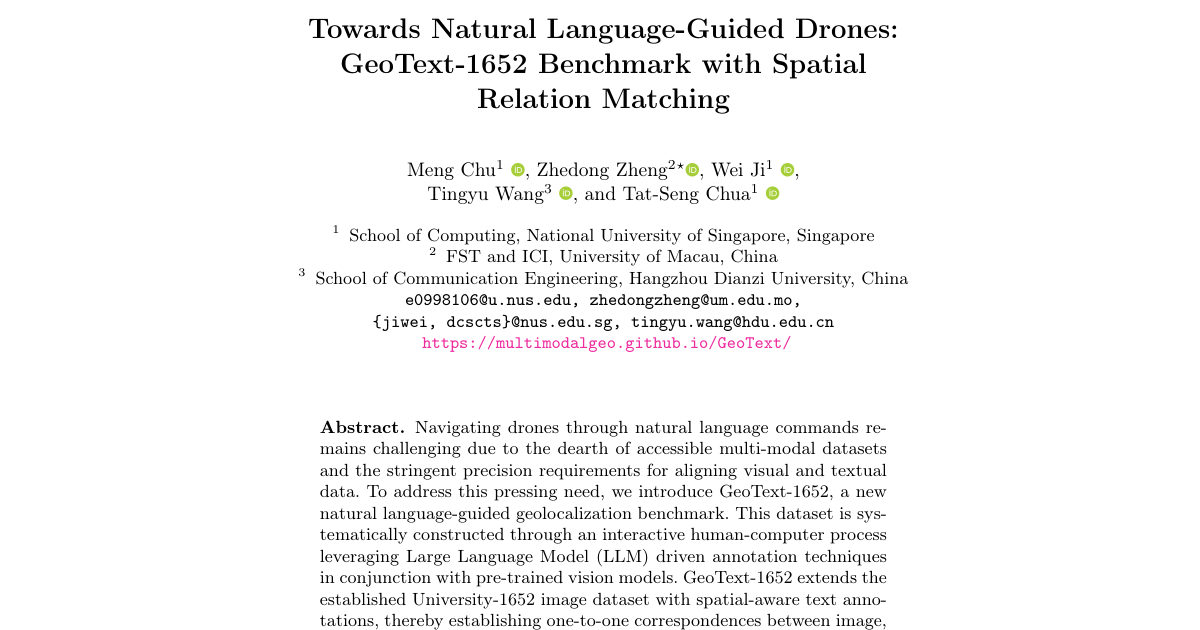 Towards Natural Language-Guided Drones:
GeoText-1652 Benchmark with Spatial
Relation Matching
Meng Chu1 iD, Zhedong Zheng2⋆ iD, Wei Ji1 iD,
Tingyu Wang3 iD, and Tat-Seng Chua1 iD
1 School of Computing, National University of Singapore, Singapore
2 FST and ICI, University of Macau, China
3 School of Communication Engineering, Hangzhou Dianzi University, China
e0998106@u.nus.edu, zhedongzheng@um.edu.mo,
{jiwei, dcscts}@nus.edu.sg, tingyu.wang@hdu.edu.cn
https://multimodalgeo.github.io/GeoText/
Abstract. Navigating drones through natural language commands re-
mains challenging due to the dearth of accessible multi-modal datasets
and the stringent precision requirements for aligning visual and textual
data. To address this pressing need, we introduce GeoText-1652, a new
natural language-guided geolocalization benchmark. This dataset is sys-
tematically constructed through an interactive human-computer process
leveraging Large Language Model (LLM) driven annotation techniques
in conjunction with pre-trained vision models. GeoText-1652 extends the
established University-1652 image dataset with spatial-aware text anno-
tations, thereby establishing one-to-one correspondences between image,